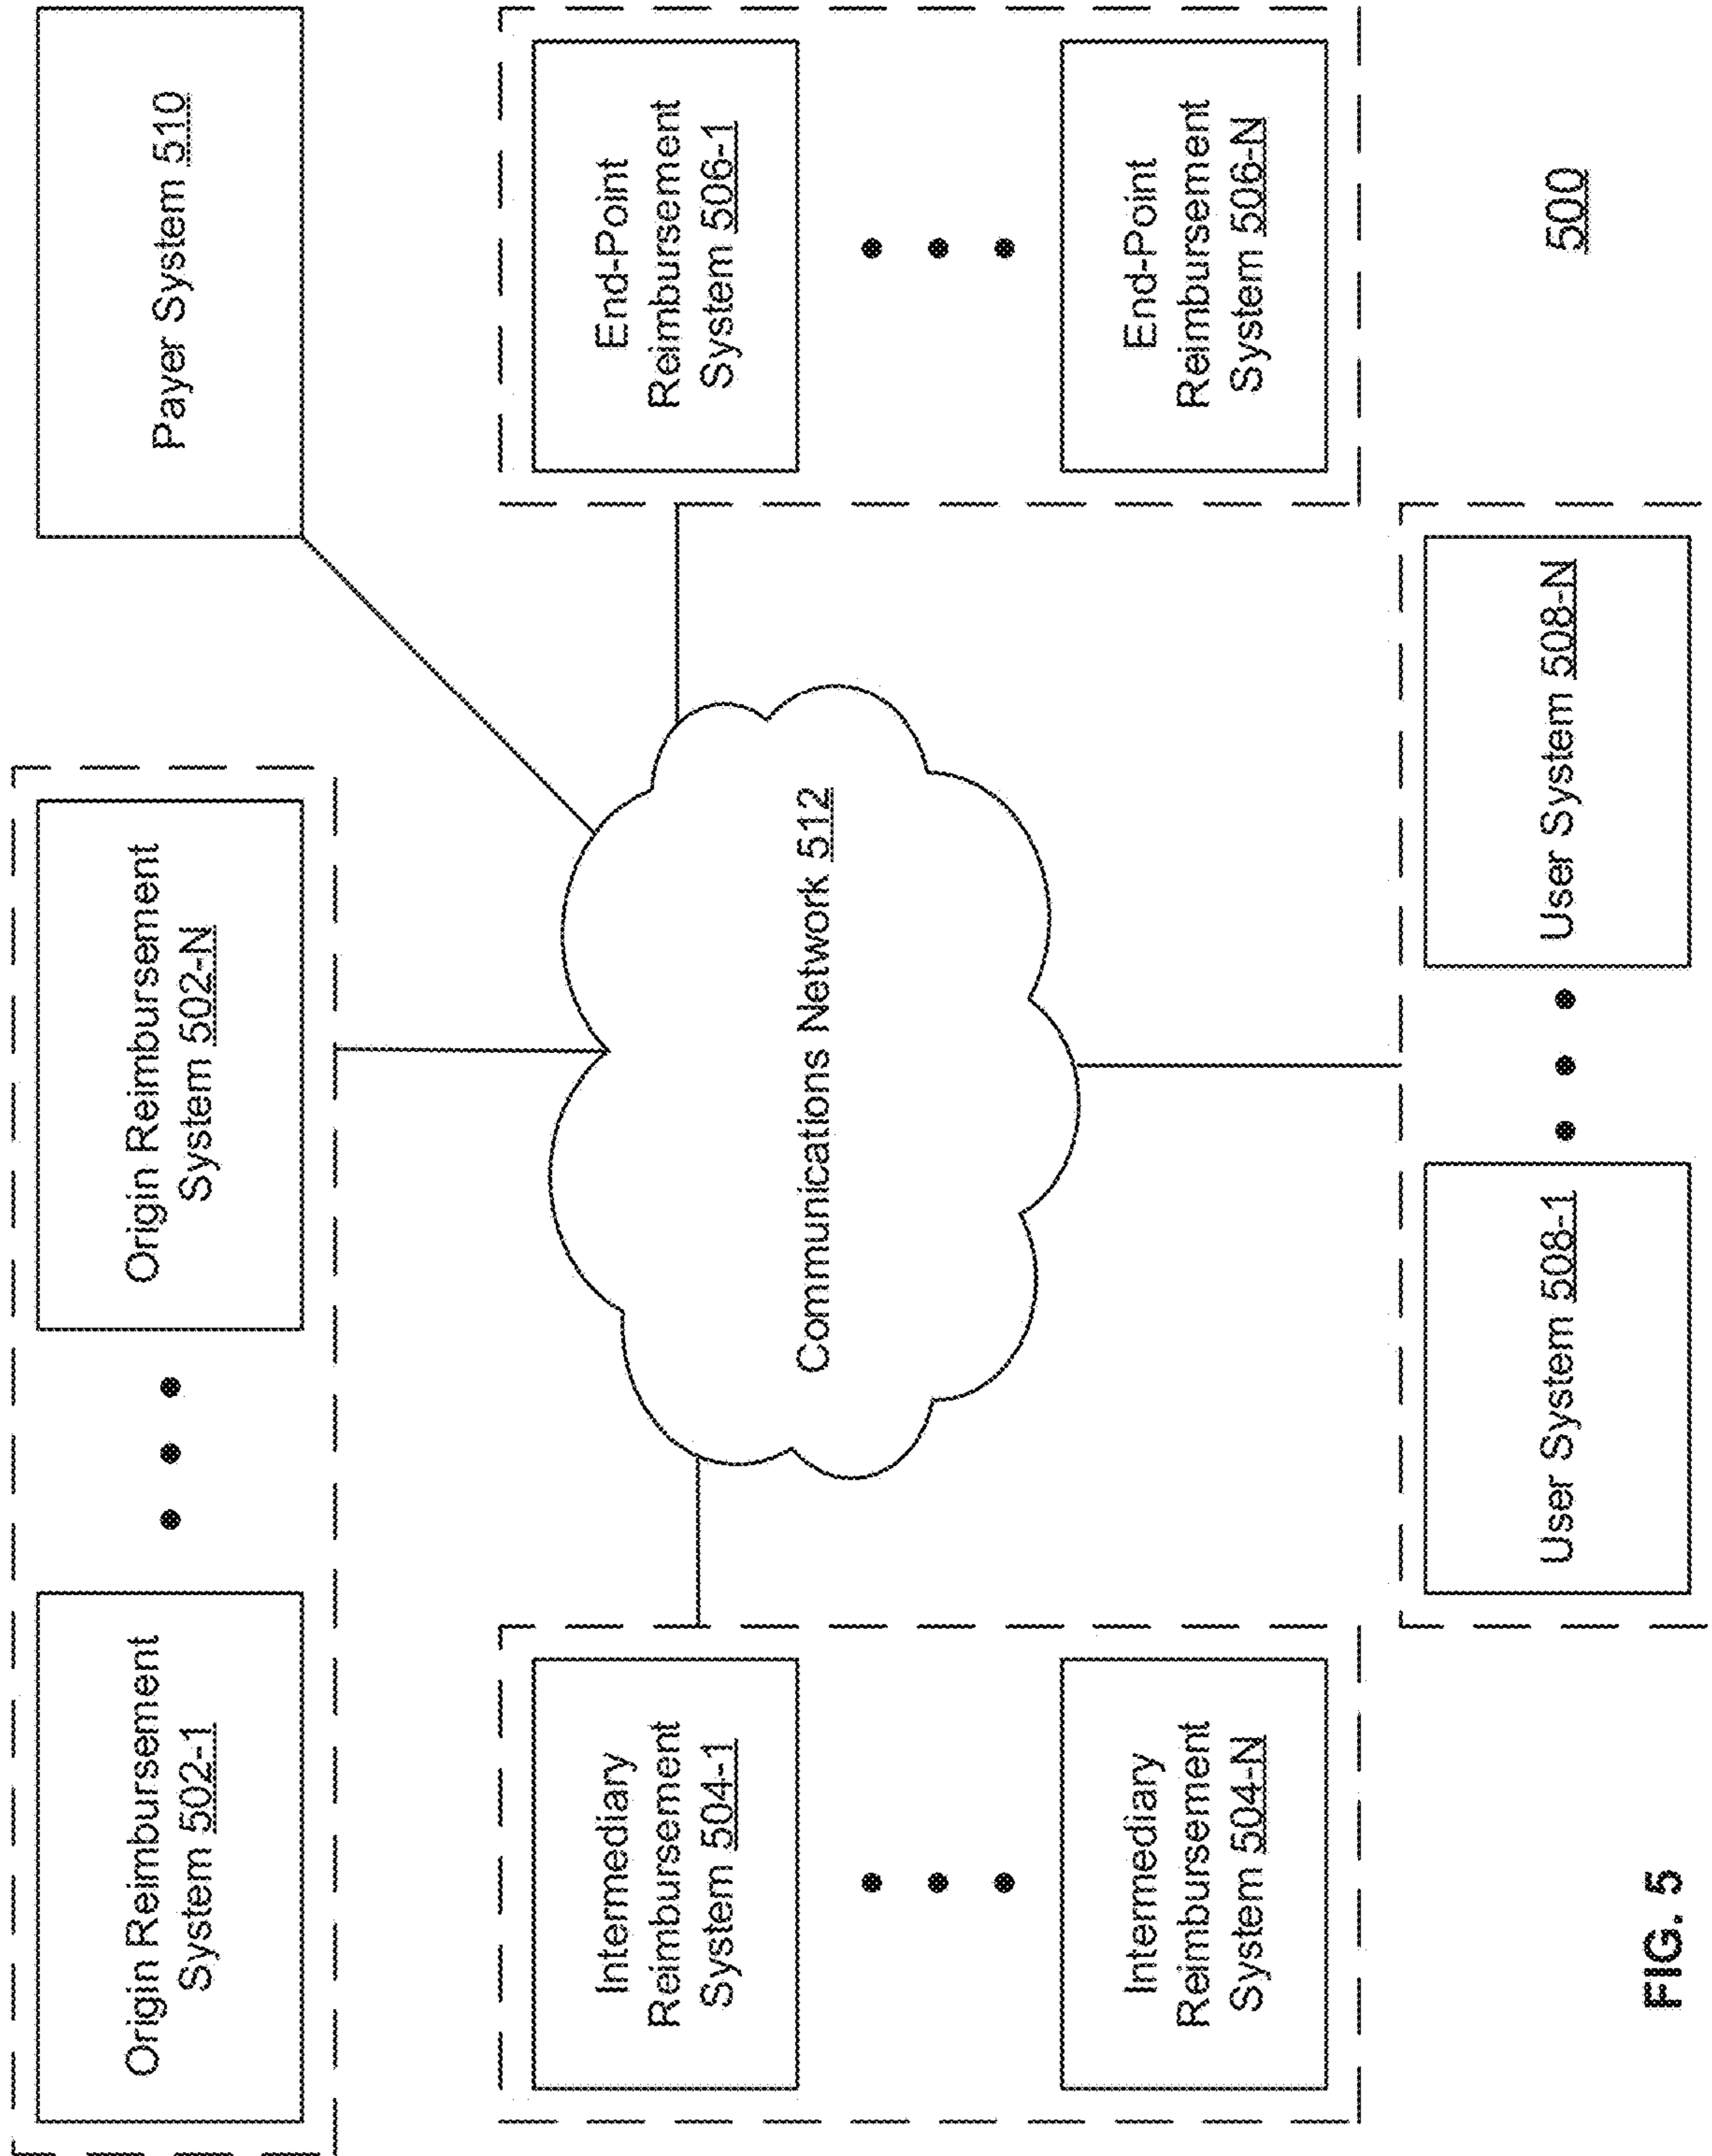 Origin Reimbursement
System 502-1
Origin Reimbursement
System 502-N
Payer System 510
Intermediary
Reimbursement
System 504-1
Intermediary
Reimbursement
System 504-N
Communications Network 512
End-Point
Reimbursement
System 506-1
End-Point
Reimbursement
System 506-N
User System 508-1
User System 508-N
500
FIG. 5